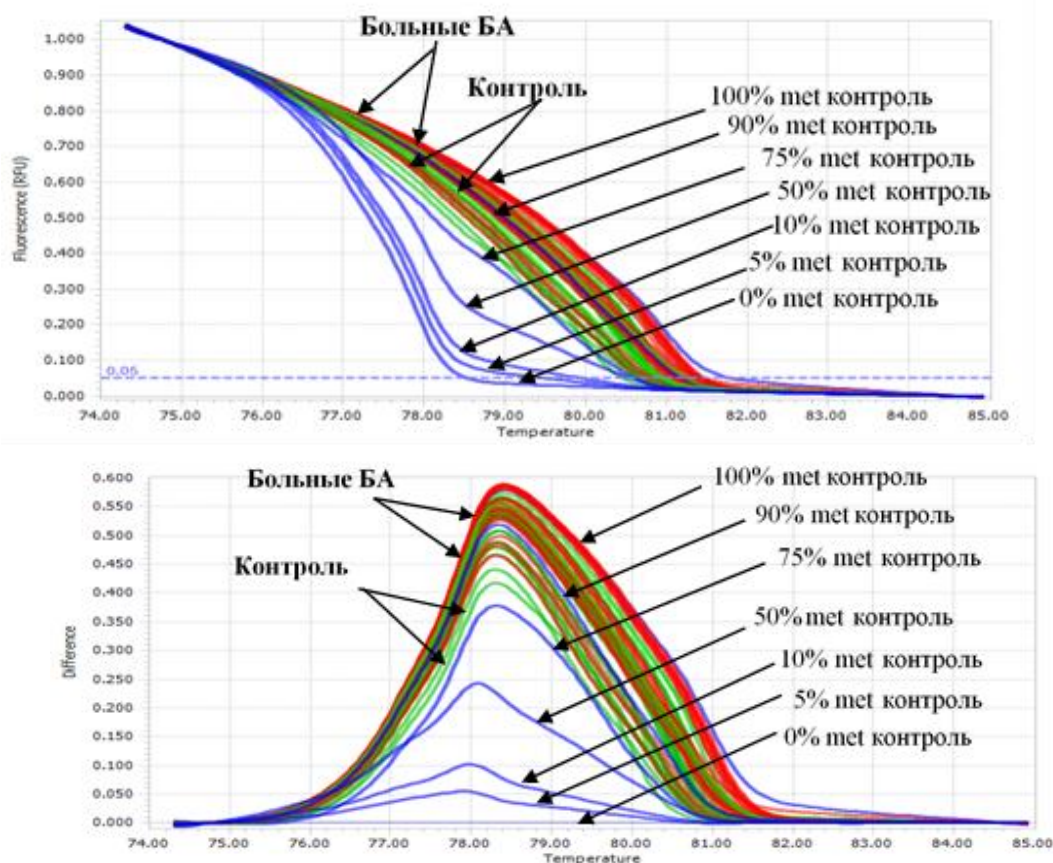 Больные БА
Контроль
100% met контроль
90% met контроль
75% met контроль
50% met контроль
10% met контроль
5% met контроль
0% met контроль
Fluorescence (RFU)
1.000
0.900
0.800
0.700
0.600
0.500
0.400
0.300
0.200
0.100
0.000
0.05
74.00 75.00 76.00 77.00 78.00 79.00 80.00 81.00 82.00 83.00 84.00 85.00
Temperature
Больные БА
Контроль
100% met контроль
90% met контроль
75% met контроль
50% met контроль
10% met контроль
5% met контроль
0% met контроль
Difference
0.600
0.550
0.500
0.450
0.400
0.350
0.300
0.250
0.200
0.150
0.100
0.050
0.000
74.00 75.00 76.00 77.00 78.00 79.00 80.00 81.00 82.00 83.00 84.00 85.00
Temperature